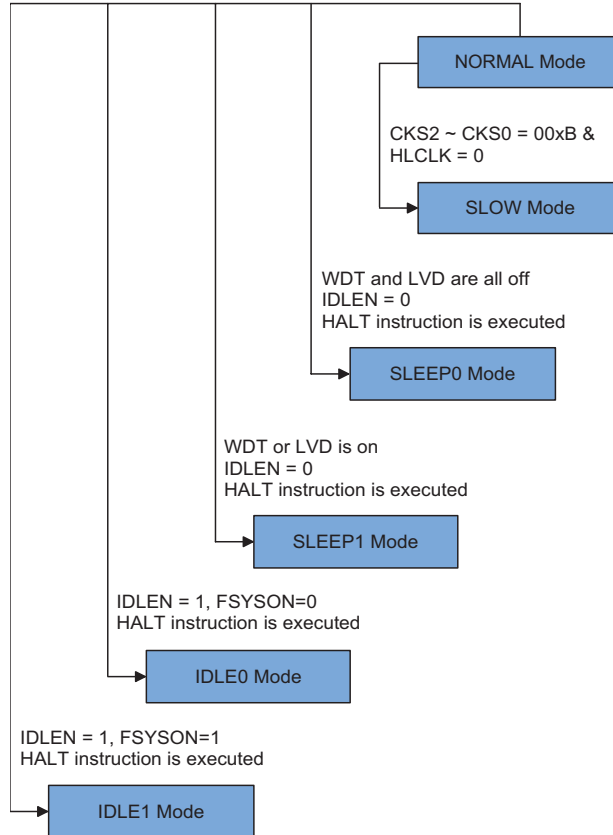 NORMAL Mode
CKS2 ~ CKS0 = 00xB &
HLCLK = 0
SLOW Mode
WDT and LVD are all off
IDLEN = 0
HALT instruction is executed
SLEEP0 Mode
WDT or LVD is on
IDLEN = 0
HALT instruction is executed
SLEEP1 Mode
IDLEN = 1, FSYSON=0
HALT instruction is executed
IDLE0 Mode
IDLEN = 1, FSYSON=1
HALT instruction is executed
IDLE1 Mode